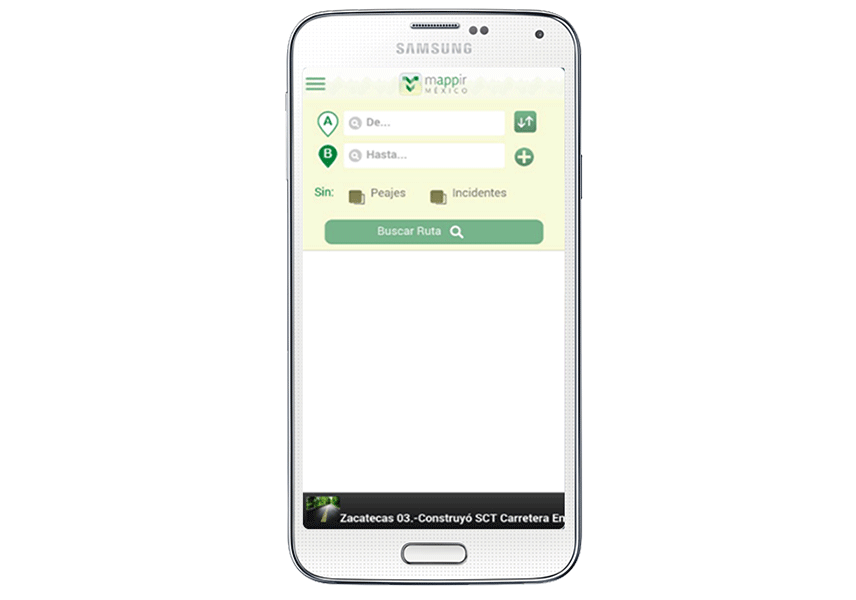 SAMSUNG
mappir
MÉXICO
A
De...
B
Hasta...
Sin:
Peajes
Incidentes
Buscar Ruta
Zacatecas 03.-Construyó SCT Carretera En